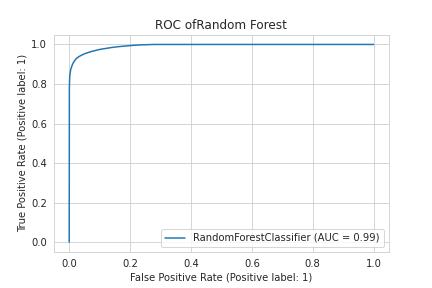 ROC ofRandom Forest
True Positive Rate (Positive label: 1)
1.0
0.8
0.6
0.4
0.2
0.0
RandomForestClassifier (AUC = 0.99)
0.0 0.2 0.4 0.6 0.8 1.0
False Positive Rate (Positive label: 1)